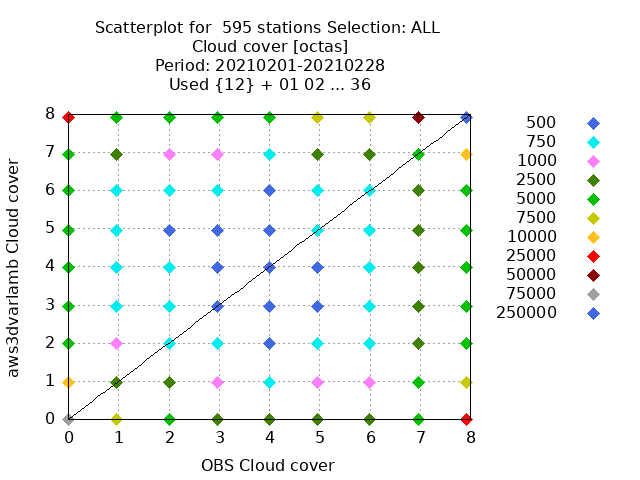 Scatterplot for  595 stations Selection: ALL
Cloud cover [octas]
Period: 20210201-20210228
Used {12} + 01 02 ... 36
aws3dvarlamb Cloud cover
8
7
6
5
4
3
2
1
0
0 1 2 3 4 5 6 7 8
OBS Cloud cover
500
750
1000
2500
5000
7500
10000
25000
50000
75000
250000